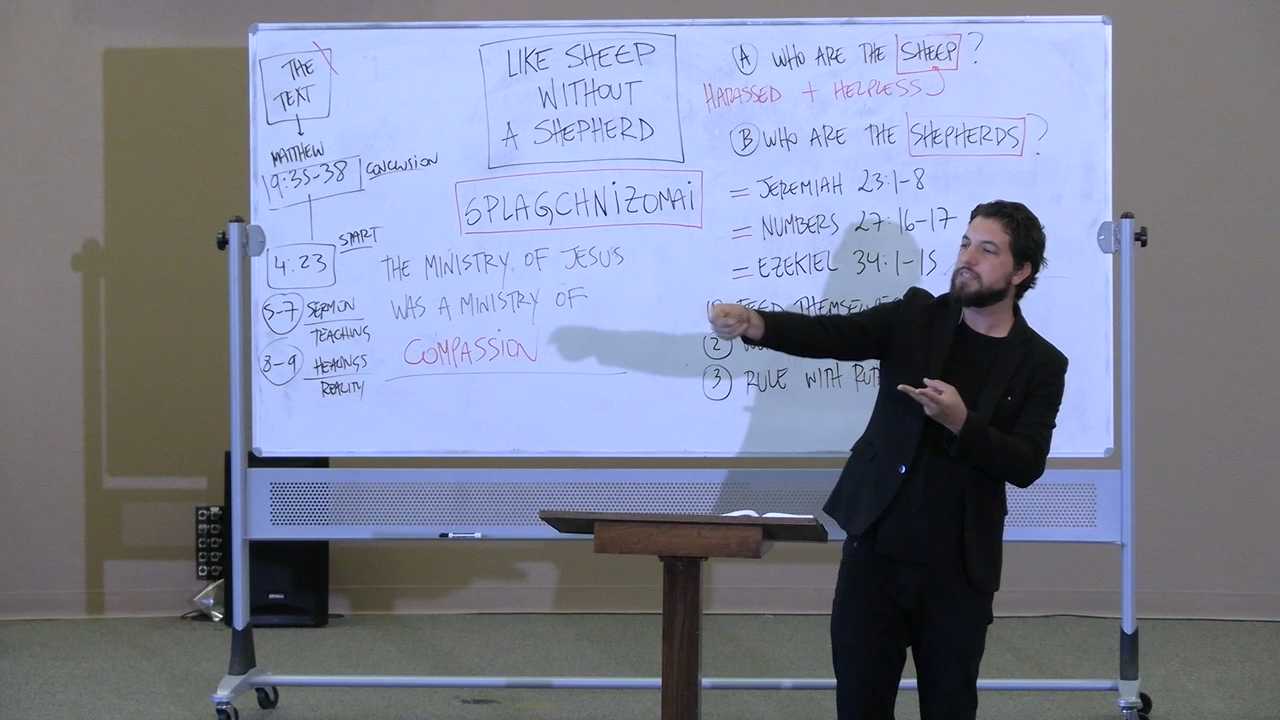 THE
TEXT
MATTHEW
9:35-38 CONCLUSION
4:23 START
5-7 SERMON
TEACHING
8-9 HEALINGS
REALITY
LIKE SHEEP
WITHOUT
A SHEPHERD
SPLAGCHNIZOMAI
THE MINISTRY OF JESUS
WAS A MINISTRY OF
COMPASSION
A WHO ARE THE SHEEP?
HARASSED + HELPLESS
B WHO ARE THE SHEPHERDS?
= JEREMIAH 23:1-8
= NUMBERS 27:16-17
= EZEKIEL 34:1-15
FEED THEMSELVES
2
3 RULE WITH